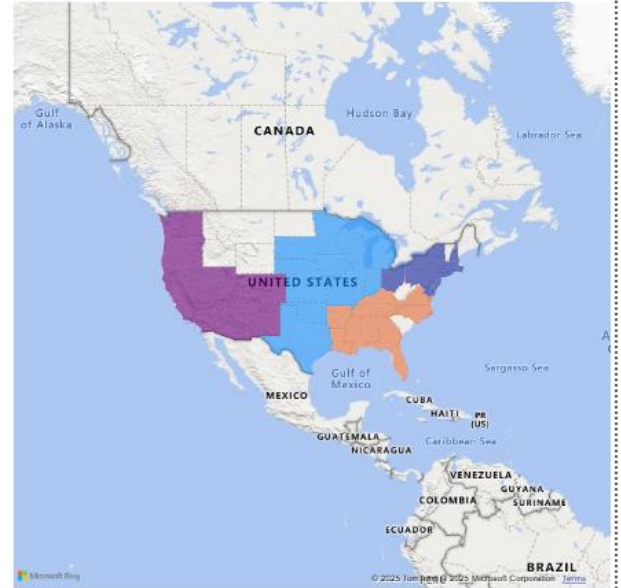 Gulf
of Alaska
Hudson Bay
CANADA
Labrador Sea
UNITED STATES
A
Sargasso Sea
Gulf of
Mexico
MEXICO
CUBA
HAITI
PR
(US)
GUATEMALA
Caribbean Sea
NICARAGUA
VENEZUELA
GUYANA
COLOMBIA
SURINAME
ECUADOR
BRAZIL
Microsoft Bing
© 2025 Microsoft Corporation Terms